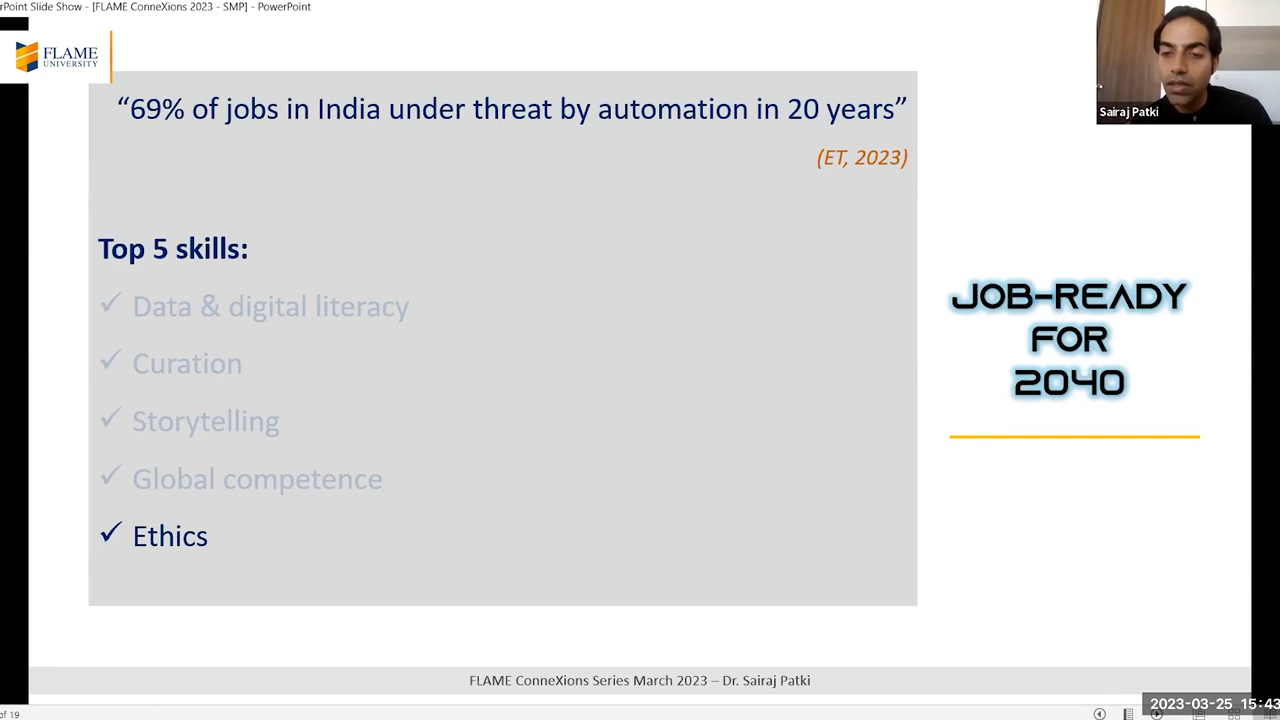 rPoint Slide Show - [FLAME ConneXions 2023 - SMP] - PowerPoint
FLAME
UNIVERSITY
“69% of jobs in India under threat by automation in 20 years”
(ET, 2023)
Top 5 skills:
✓ Data & digital literacy
✓ Curation
✓ Storytelling
✓ Global competence
✓ Ethics
JOB-READY
FOR
2040
Sairaj Patki
FLAME ConneXions Series March 2023 – Dr. Sairaj Patki
2023-03-25 15:43
of 19